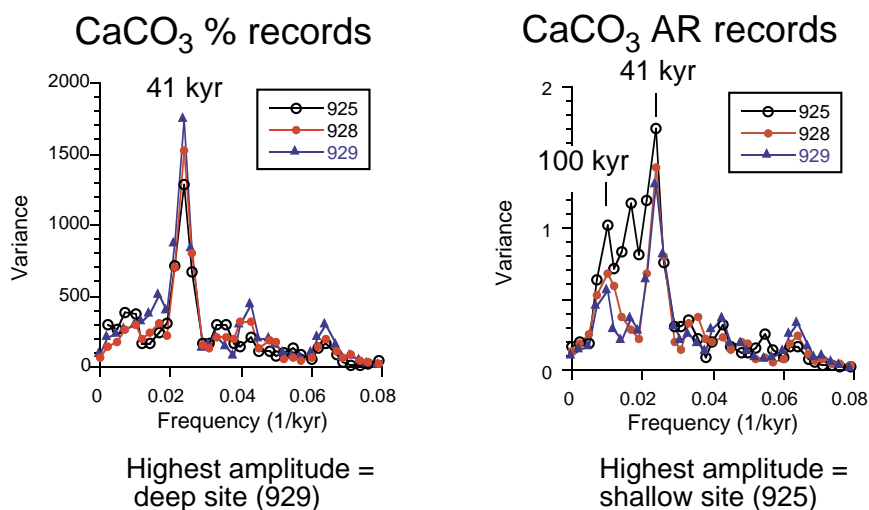 CaCO3 % records
41 kyr
2000
1500
1000
500
0
Variance
925
928
929
0
0.02
0.04
0.06
0.08
Frequency (1/kyr)
Highest amplitude =
deep site (929)
CaCO3 AR records
41 kyr
100 kyr
2
1
0
Variance
925
928
929
0
0.02
0.04
0.06
0.08
Frequency (1/kyr)
Highest amplitude =
shallow site (925)